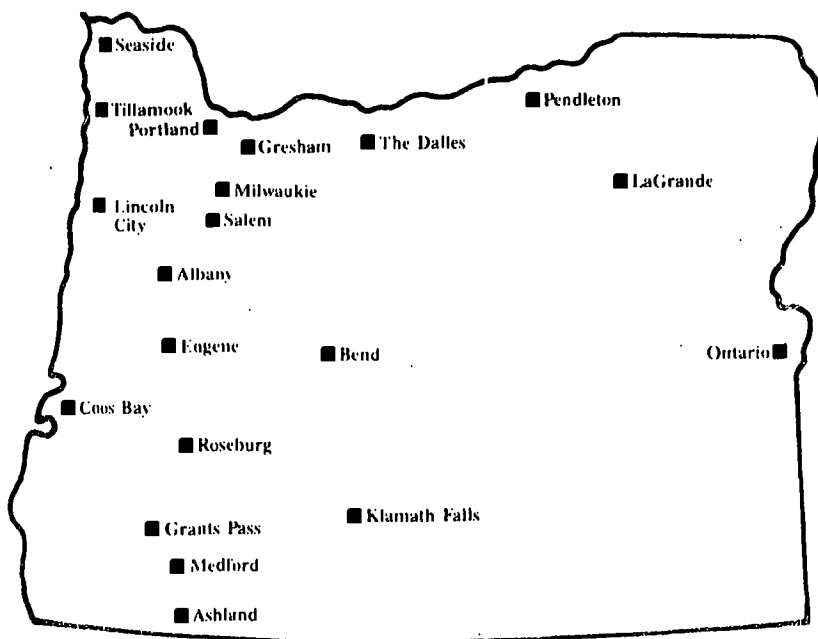 Seaside
Pendleton
Tillamook
Portland
Gresham
The Dalles
Milwaukie
LaGrande
Lincoln
City
Salem
Albany
Eugene
Bend
Ontario
Coos Bay
Roseburg
Klamath Falls
Grants Pass
Medford
Ashland